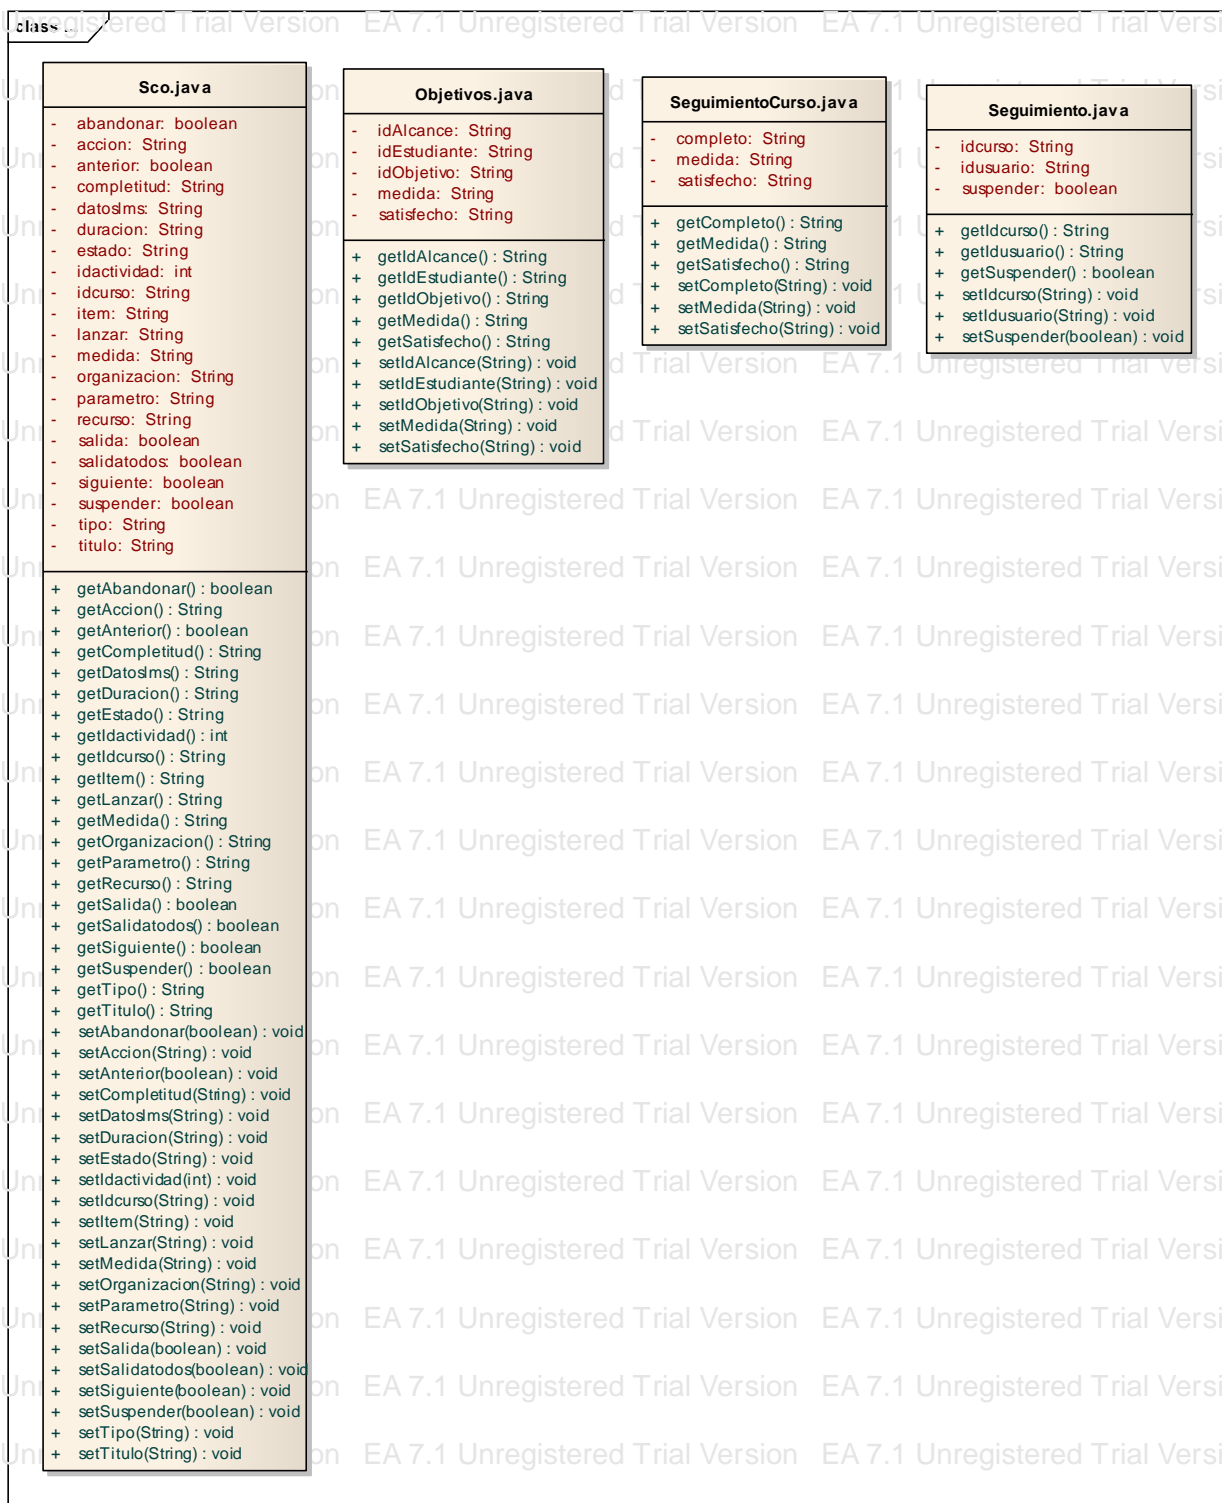 class ...
Sco.java
- abandonar: boolean
- accion: String
- anterior: boolean
- completitud: String
- datoslms: String
- duracion: String
- estado: String
- idactividad: int
- idcurso: String
- item: String
- lanzar: String
- medida: String
- organizacion: String
- parametro: String
- recurso: String
- salida: boolean
- salidatodos: boolean
- siguiente: boolean
- suspender: boolean
- tipo: String
- titulo: String
+ getAbandonar() : boolean
+ getAccion() : String
+ getAnterior() : boolean
+ getCompletitud() : String
+ getDatoslms() : String
+ getDuracion() : String
+ getEstado() : String
+ getIdactividad() : int
+ getIdcurso() : String
+ getItem() : String
+ getLanzar() : String
+ getMedida() : String
+ getOrganizacion() : String
+ getParametro() : String
+ getRecurso() : String
+ getSalida() : boolean
+ getSalidatodos() : boolean
+ getSiguiente() : boolean
+ getSuspender() : boolean
+ getTipo() : String
+ getTitulo() : String
+ setAbandonar(boolean) : void
+ setAccion(String) : void
+ setAnterior(boolean) : void
+ setCompletitud(String) : void
+ setDatoslms(String) : void
+ setDuracion(String) : void
+ setEstado(String) : void
+ setIdactividad(int) : void
+ setIdcurso(String) : void
+ setItem(String) : void
+ setLanzar(String) : void
+ setMedida(String) : void
+ setOrganizacion(String) : void
+ setParametro(String) : void
+ setRecurso(String) : void
+ setSalida(boolean) : void
+ setSalidatodos(boolean) : void
+ setSiguiente(boolean) : void
+ setSuspender(boolean) : void
+ setTipo(String) : void
+ setTitulo(String) : void
Objetivos.java
- idAlcance: String
- idEstudiante: String
- idObjetivo: String
- medida: String
- satisfecho: String
+ getIdAlcance() : String
+ getIdEstudiante() : String
+ getIdObjetivo() : String
+ getMedida() : String
+ getSatisfecho() : String
+ setIdAlcance(String) : void
+ setIdEstudiante(String) : void
+ setIdObjetivo(String) : void
+ setMedida(String) : void
+ setSatisfecho(String) : void
SeguimientoCurso.java
- completo: String
- medida: String
- satisfecho: String
+ getCompleto() : String
+ getMedida() : String
+ getSatisfecho() : String
+ setCompleto(String) : void
+ setMedida(String) : void
+ setSatisfecho(String) : void
Seguimiento.java
- idcurso: String
- idusuario: String
- suspender: boolean
+ getIdcurso() : String
+ getIdusuario() : String
+ getSuspender() : boolean
+ setIdcurso(String) : void
+ setIdusuario(String) : void
+ setSuspender(boolean) : void
EA 7.1 Unregistered Trial Version